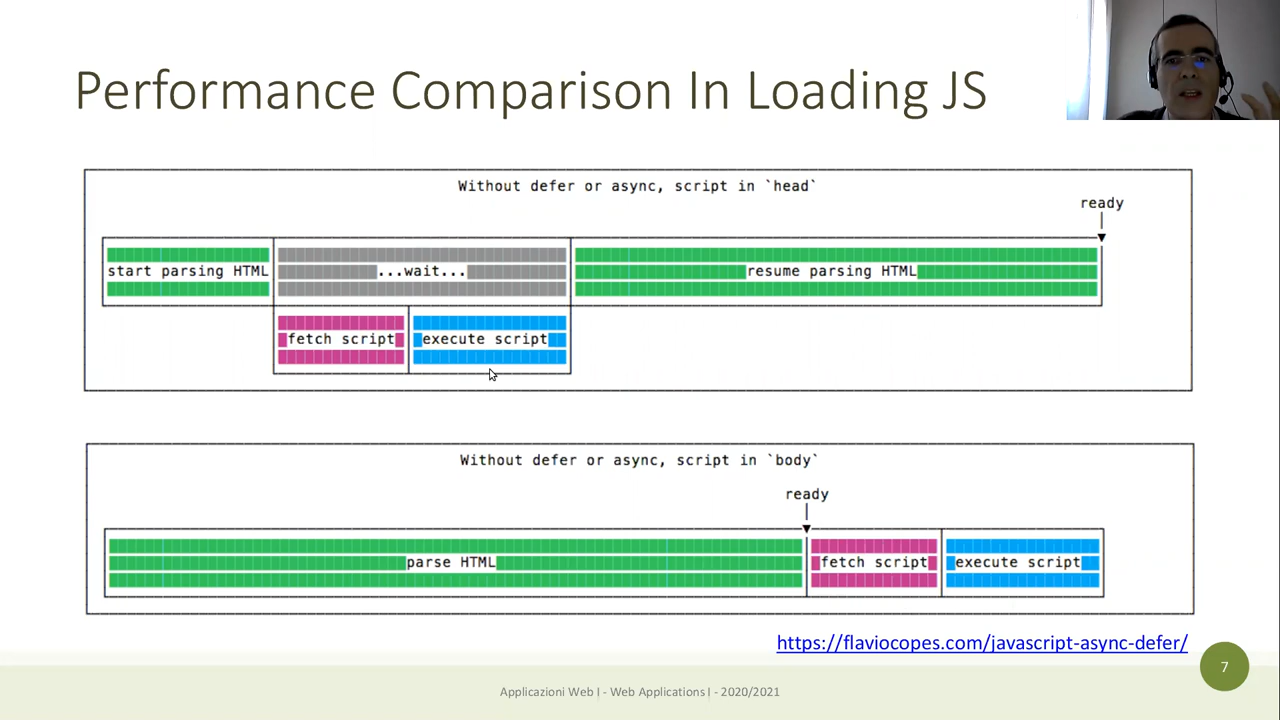 Performance Comparison In Loading JS
Without defer or async, script in `head`
ready
start parsing HTML ...wait... resume parsing HTML
fetch script execute script
Without defer or async, script in `body`
ready
parse HTML fetch script execute script
https://flaviocopes.com/javascript-async-defer/
7
Applicazioni Web I - Web Applications I - 2020/2021